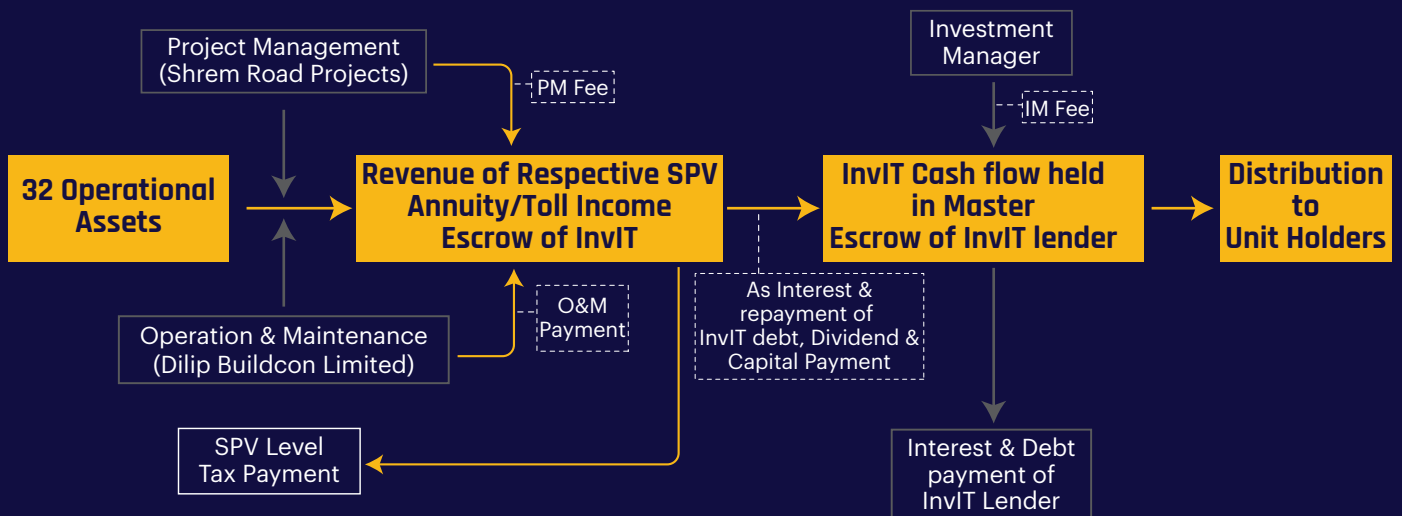 Project Management
(Shrem Road Projects)
PM Fee
Investment
Manager
IM Fee
32 Operational
Assets
Revenue of Respective SPV
Annuity/Toll Income
Escrow of InvIT
InvIT Cash flow held
in Master
Escrow of InvIT lender
Distribution
to
Unit Holders
Operation & Maintenance
(Dilip Buildcon Limited)
O&M
Payment
As Interest &
repayment of
InvIT debt, Dividend &
Capital Payment
SPV Level
Tax Payment
Interest & Debt
payment of
InvIT Lender